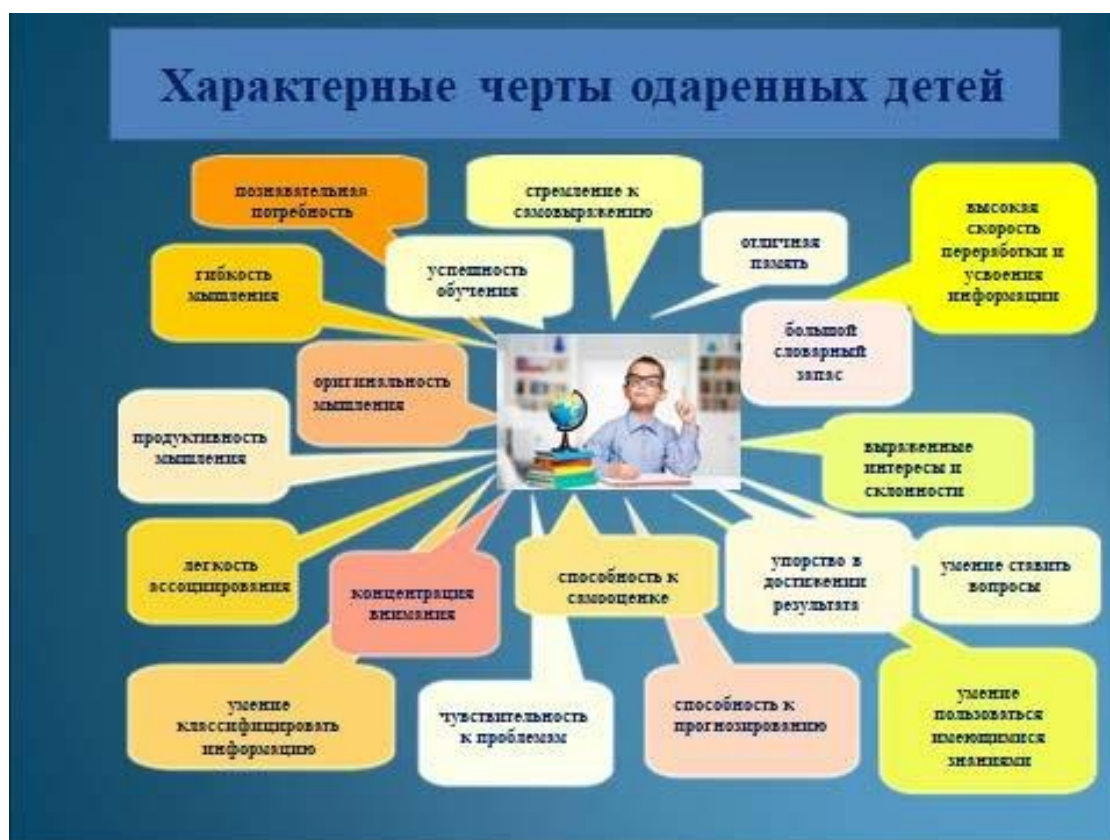 Характерные черты одаренных детей
познавательная
потребность
стремление к
самовыражению
высокая
скорость
переработки и
усвоения
информации
отличная
память
гибкость
мышления
успешность
обучения
большой
словарный
запас
оригинальность
мышления
продуктивность
мышления
выраженные
интересы и
склонности
легкость
ассоциирования
концентрация
внимания
способность к
самооценке
упорство в
достижении
результата
умение ставить
вопросы
умение
классифицировать
информацию
чувствительность
к проблемам
способность к
прогнозированию
умение
пользоваться
имеющимися
знаниями